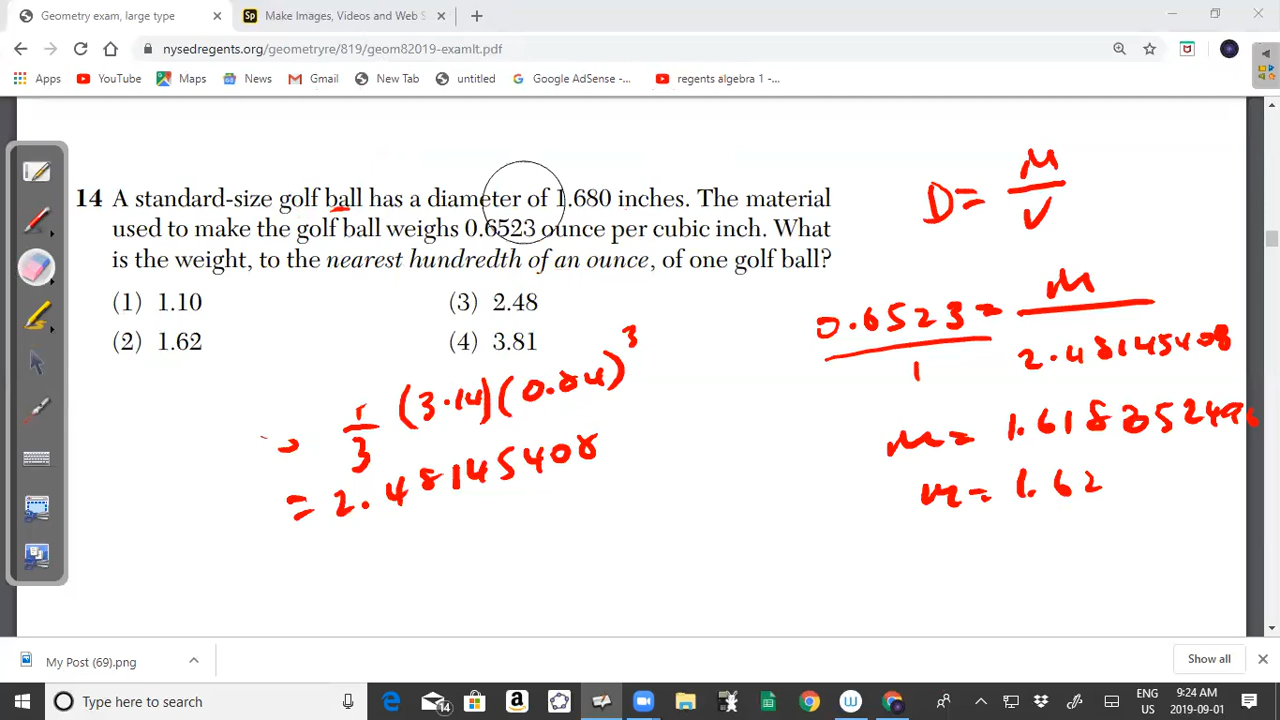 Geometry exam, large type
Make Images, Videos and Web S
nysedregents.org/geometryre/819/geom82019-examlt.pdf
Apps YouTube Maps News Gmail New Tab untitled Google AdSense -... regents algebra 1 -...
14 A standard-size golf ball has a diameter of 1.680 inches. The material
used to make the golf ball weighs 0.6523 ounce per cubic inch. What
is the weight, to the nearest hundredth of an ounce, of one golf ball?
(1) 1.10 (3) 2.48
(2) 1.62 (4) 3.81
D = M/V
0.6523/1 = M/2.48145408
1/3 (3.14)(0.84)³
= 2.48145408
M = 1.618
m = 1.62
My Post (69).png
Show all
Type here to search
14
ENG
US
9:24 AM
2019-09-01